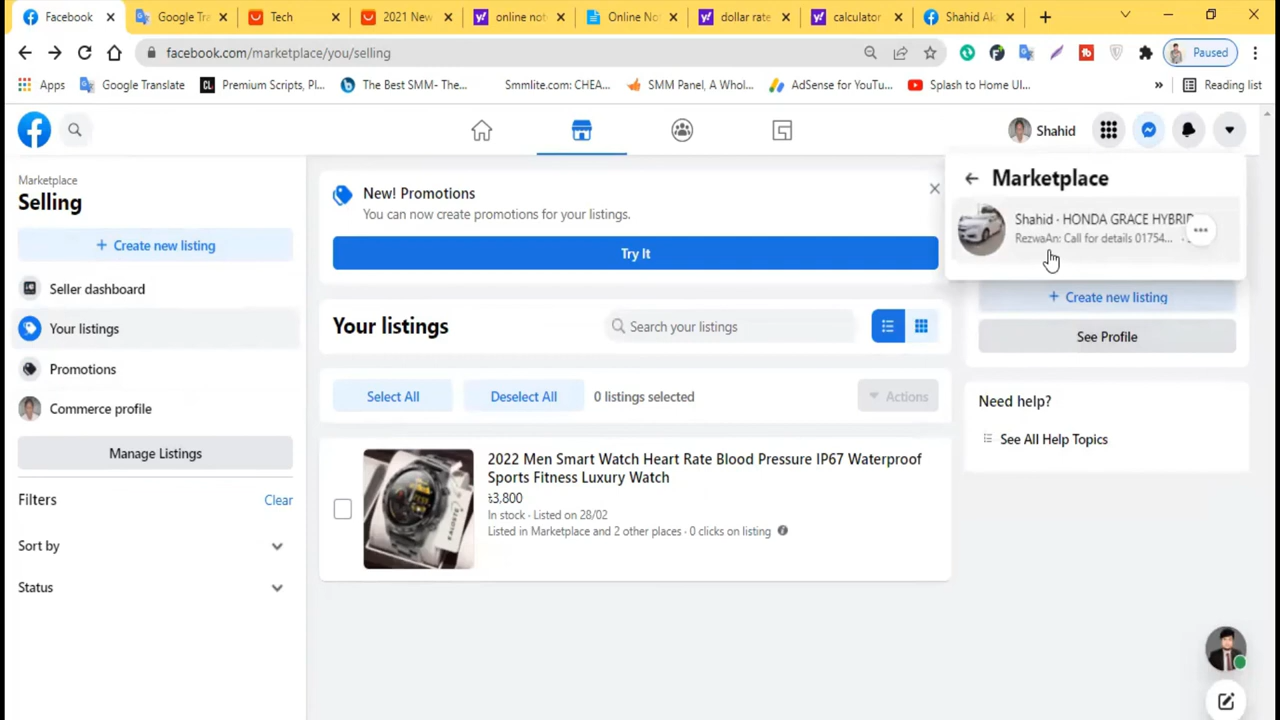 Facebook
Google Tra
Tech
2021 New
online not
Online No
dollar rate
calculator
Shahid Ak
facebook.com/marketplace/you/selling
Paused
Apps
Google Translate
Premium Scripts, Pl...
The Best SMM- The...
Smmlite.com: CHEA...
SMM Panel, A Whol...
AdSense for YouTu...
Splash to Home UI...
»
Reading list
Shahid
Marketplace
Selling
+ Create new listing
Seller dashboard
Your listings
Promotions
Commerce profile
Manage Listings
Filters
Clear
Sort by
Status
New! Promotions
You can now create promotions for your listings.
Try It
Your listings
Search your listings
Select All
Deselect All
0 listings selected
Actions
2022 Men Smart Watch Heart Rate Blood Pressure IP67 Waterproof
Sports Fitness Luxury Watch
৳3,800
In stock · Listed on 28/02
Listed in Marketplace and 2 other places · 0 clicks on listing
Marketplace
Shahid · HONDA GRACE HYBRID
RezwaAn: Call for details 01754...
+ Create new listing
See Profile
Need help?
See All Help Topics